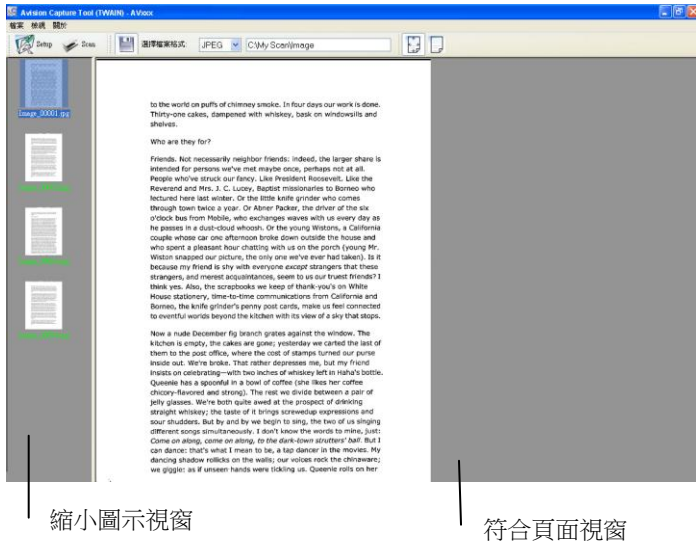 Avision Capture Tool (TWAIN) - AVxxx
檔案 檢視 關於
Setup Scan 選擇檔案格式: JPEG C:\My Scan\Image
Image_00001.jpg
to the world on puffs of chimney smoke. In four days our work is done.
Thirty-one cakes, dampened with whiskey, bask on windowsills and
shelves.
Who are they for?
Friends. Not necessarily neighbor friends: indeed, the larger share is
intended for persons we've met maybe once, perhaps not at all.
People who've struck our fancy. Like President Roosevelt. Like the
Reverend and Mrs. J. C. Lucey, Baptist missionaries to Borneo who
lectured here last winter. Or the little knife grinder who comes
through town twice a year. Or Abner Packer, the driver of the six
o'clock bus from Mobile, who exchanges waves with us every day as
he passes in a dust-cloud whoosh. Or the young Wistons, a California
couple whose car one afternoon broke down outside the house and
who spent a pleasant hour chatting with us on the porch (young Mr.
Wiston snapped our picture, the only one we've ever had taken). Is it
because my friend is shy with everyone except strangers that these
strangers, and merest acquaintances, seem to us our truest friends? I
think yes. Also, the scrapbooks we keep of thank-you's on White
House stationery, time-to-time communications from California and
Borneo, the knife grinder's penny post cards, make us feel connected
to eventful worlds beyond the kitchen with its view of a sky that stops.
Now a nude December fig branch grates against the window. The
kitchen is empty, the cakes are gone; yesterday we carted the last of
them to the post office, where the cost of stamps turned our purse
inside out. We're broke. That rather depresses me, but my friend
insists on celebrating—with two inches of whiskey left in Haha's bottle.
Queenie has a spoonful in a bowl of coffee (she likes her coffee
chicory-flavored and strong). The rest we divide between a pair of
jelly glasses. We're both quite awed at the prospect of drinking
straight whiskey; the taste of it brings screwedup expressions and
sour shudders. But by and by we begin to sing, the two of us singing
different songs simultaneously. I don't know the words to mine, just:
Come on along, come on along, to the dark-town strutters' ball. But I
can dance: that's what I mean to be, a tap dancer in the movies. My
dancing shadow rollicks on the walls; our voices rock the chinaware;
we giggle: as if unseen hands were tickling us. Queenie rolls on her
縮小圖示視窗
符合頁面視窗